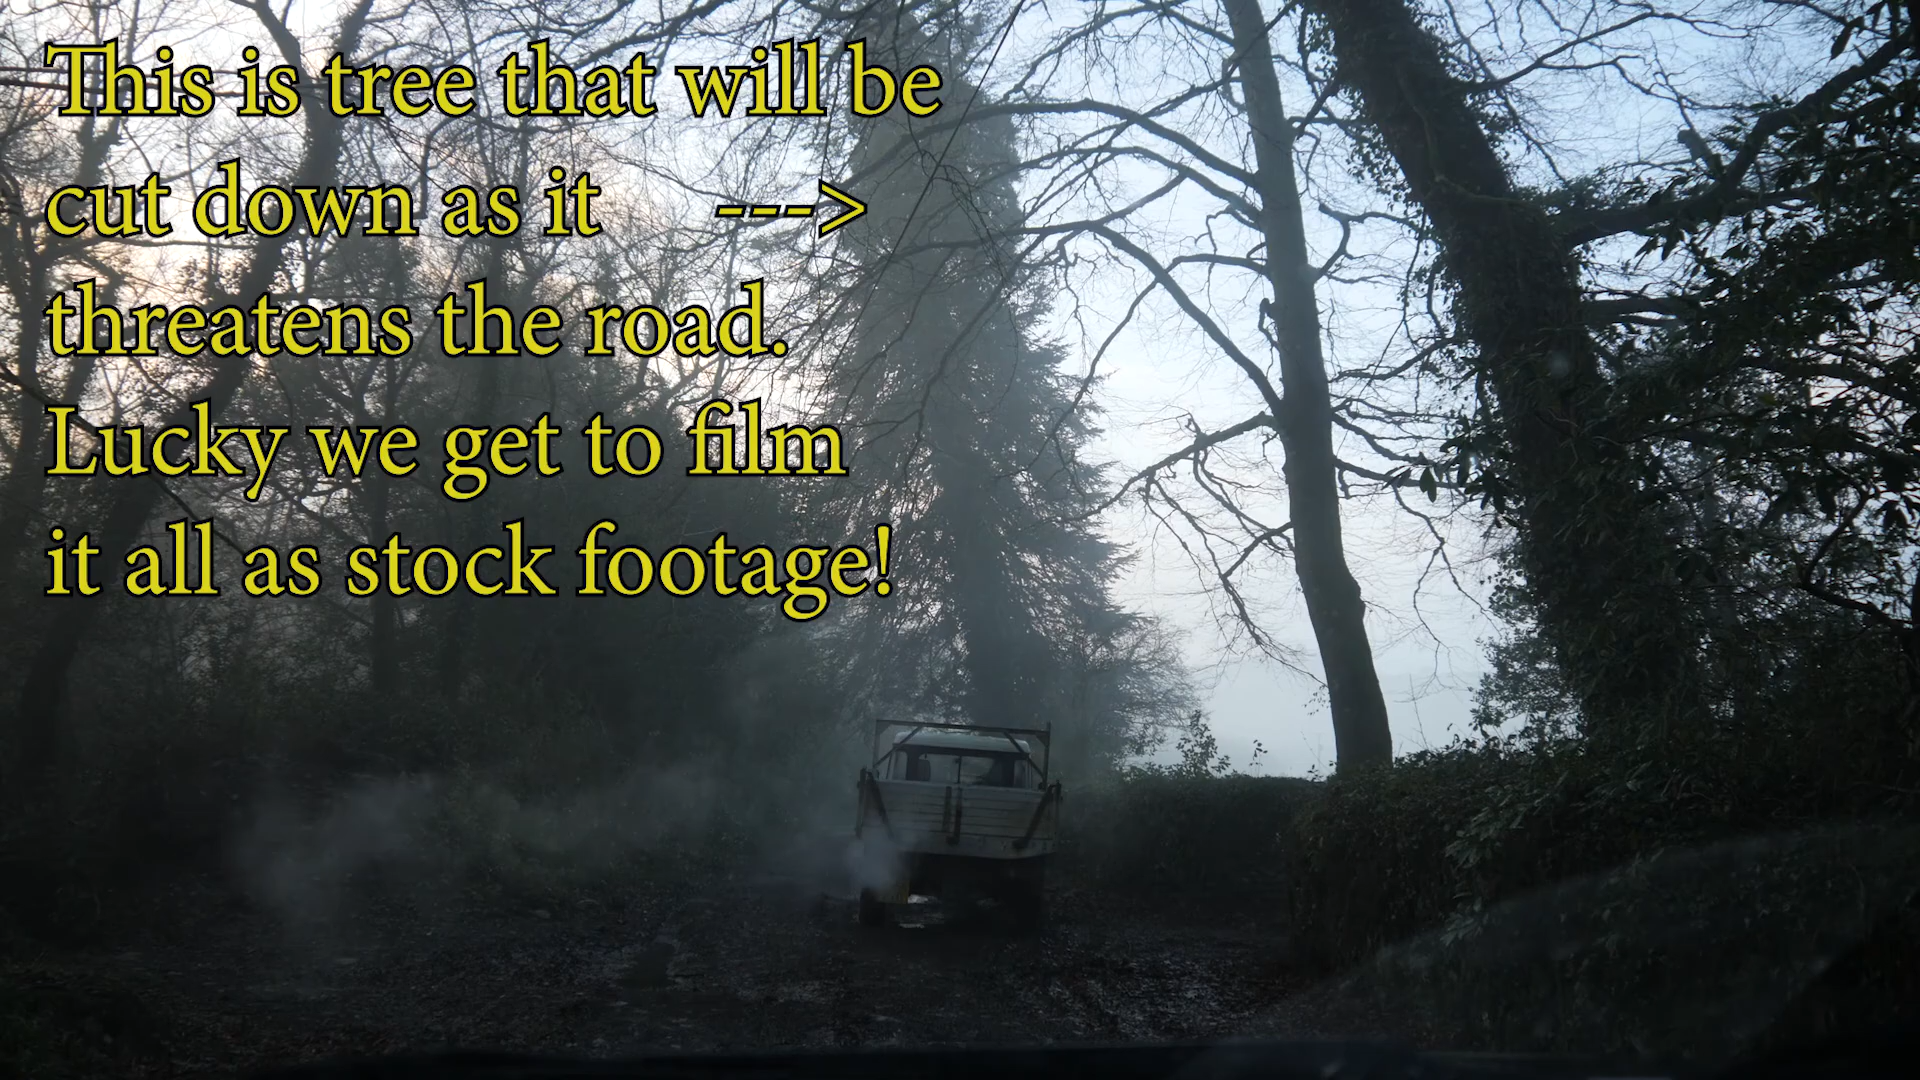 This is tree that will be
cut down as it --->
threatens the road.
Lucky we get to film
it all as stock footage!